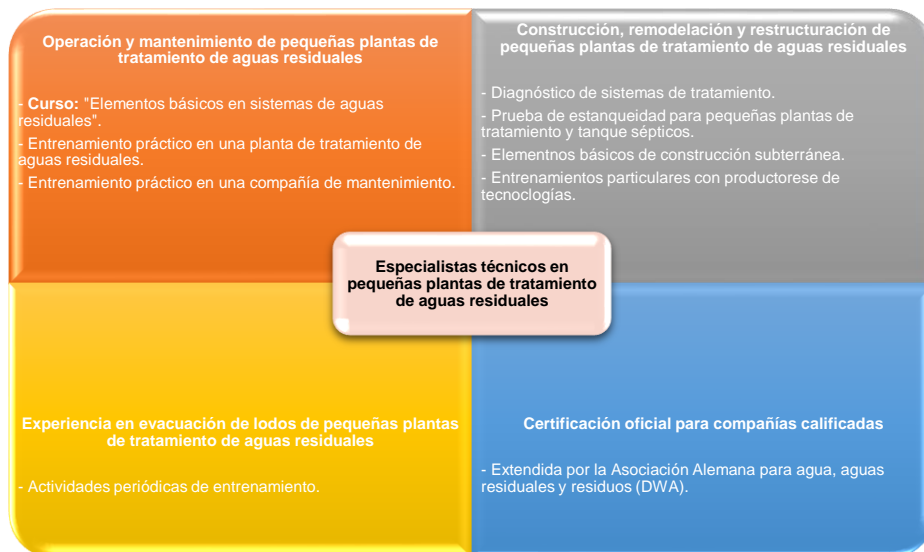 Operación y mantenimiento de pequeñas plantas de
tratamiento de aguas residuales
- Curso: "Elementos básicos en sistemas de aguas
residuales".
- Entrenamiento práctico en una planta de tratamiento de
aguas residuales.
- Entrenamiento práctico en una compañía de mantenimiento.
Construcción, remodelación y restructuración de
pequeñas plantas de tratamiento de aguas residuales
- Diagnóstico de sistemas de tratamiento.
- Prueba de estanqueidad para pequeñas plantas de
tratamiento y tanque sépticos.
- Elementnos básicos de construcción subterránea.
- Entrenamientos particulares con productorese de
tecnoclogías.
Especialistas técnicos en
pequeñas plantas de tratamiento
de aguas residuales
Experiencia en evacuación de lodos de pequeñas plantas
de tratamiento de aguas residuales
- Actividades periódicas de entrenamiento.
Certificación oficial para compañías calificadas
- Extendida por la Asociación Alemana para agua, aguas
residuales y residuos (DWA).